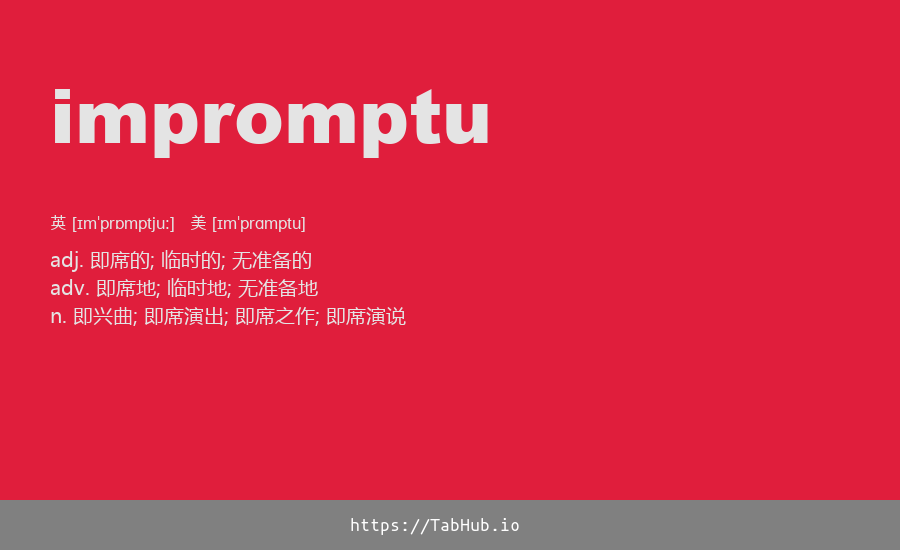 impromptu
英 [ɪmˈprɒmptjuː] 美 [ɪmˈprɑmptu]
adj. 即席的; 临时的; 无准备的
adv. 即席地; 临时地; 无准备地
n. 即兴曲; 即席演出; 即席之作; 即席演说
https://TabHub.io